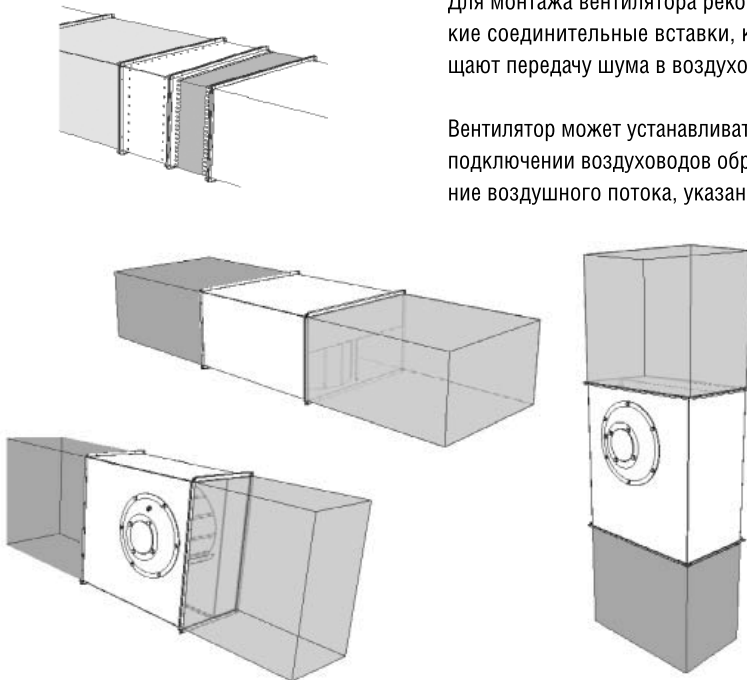 Для монтажа вентилятора реко
кие соединительные вставки, к
щают передачу шума в воздухо
Вентилятор может устанавливат
подключении воздуховодов обр
ние воздушного потока, указан